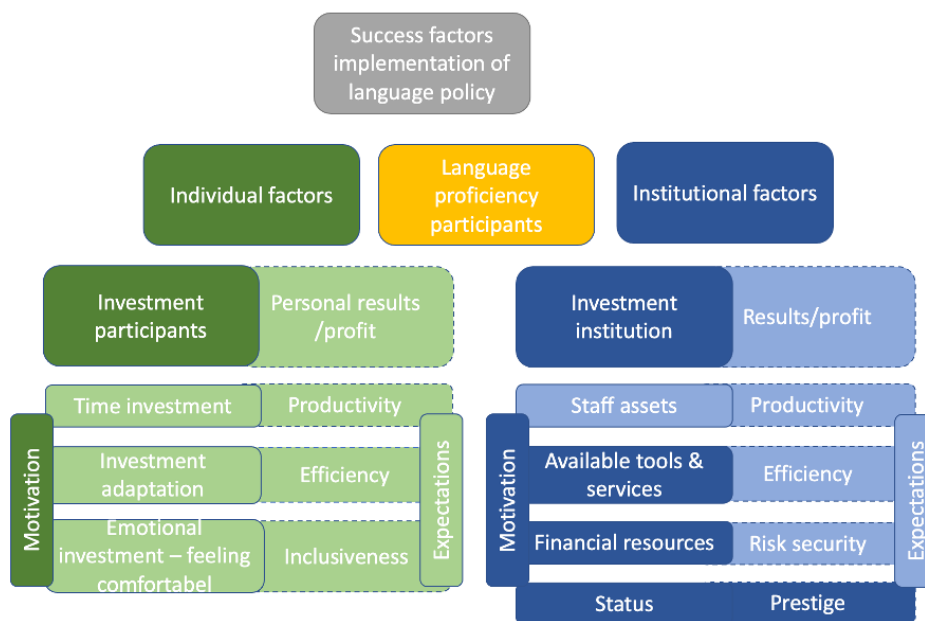 Success factors
implementation of
language policy
Individual factors
Language
proficiency
participants
Institutional factors
Investment
participants
Personal results
/profit
Investment
institution
Results/profit
Motivation
Time investment
Productivity
Investment
adaptation
Efficiency
Emotional
investment – feeling
comfortabel
Inclusiveness
Expectations
Motivation
Staff assets
Productivity
Available tools &
services
Efficiency
Financial resources
Risk security
Status
Prestige
Expectations